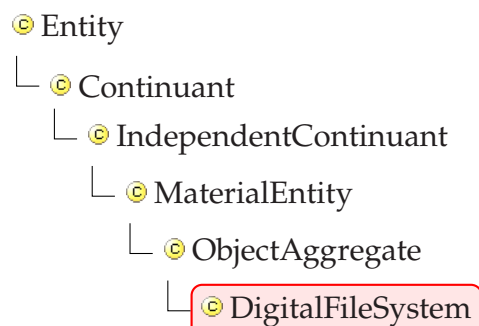 Entity
Continuant
IndependentContinuant
MaterialEntity
ObjectAggregate
DigitalFileSystem